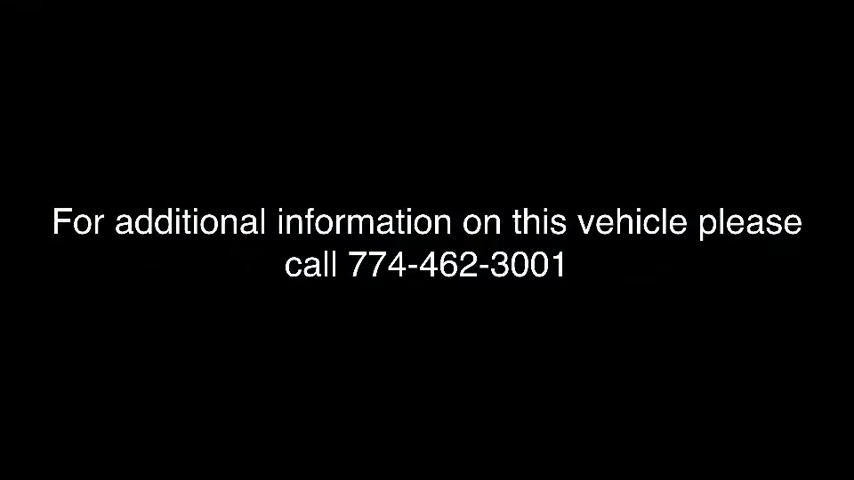 For additional information on this vehicle please
call 774-462-3001